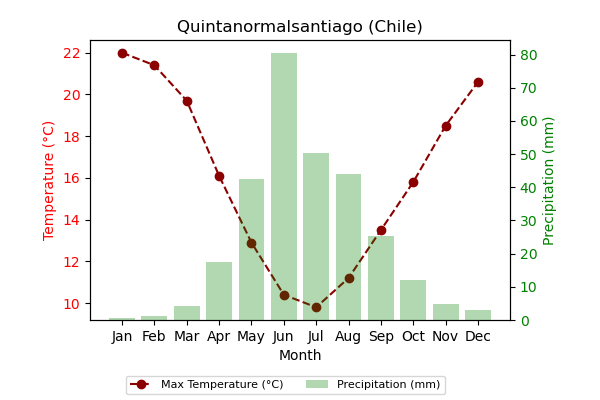 Quintanormalsantiago (Chile)
Temperature (°C)
22
20
18
16
14
12
10
80
70
60
50
40
30
20
10
0
Precipitation (mm)
Jan Feb Mar Apr May Jun Jul Aug Sep Oct Nov Dec
Month
Max Temperature (°C) Precipitation (mm)